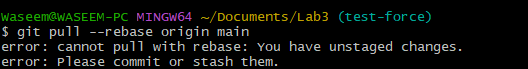 Waseem@WASEEM-PC MINGW64 ~/Documents/Lab3 (test-force)
$ git pull --rebase origin main
error: cannot pull with rebase: You have unstaged changes.
error: Please commit or stash them.